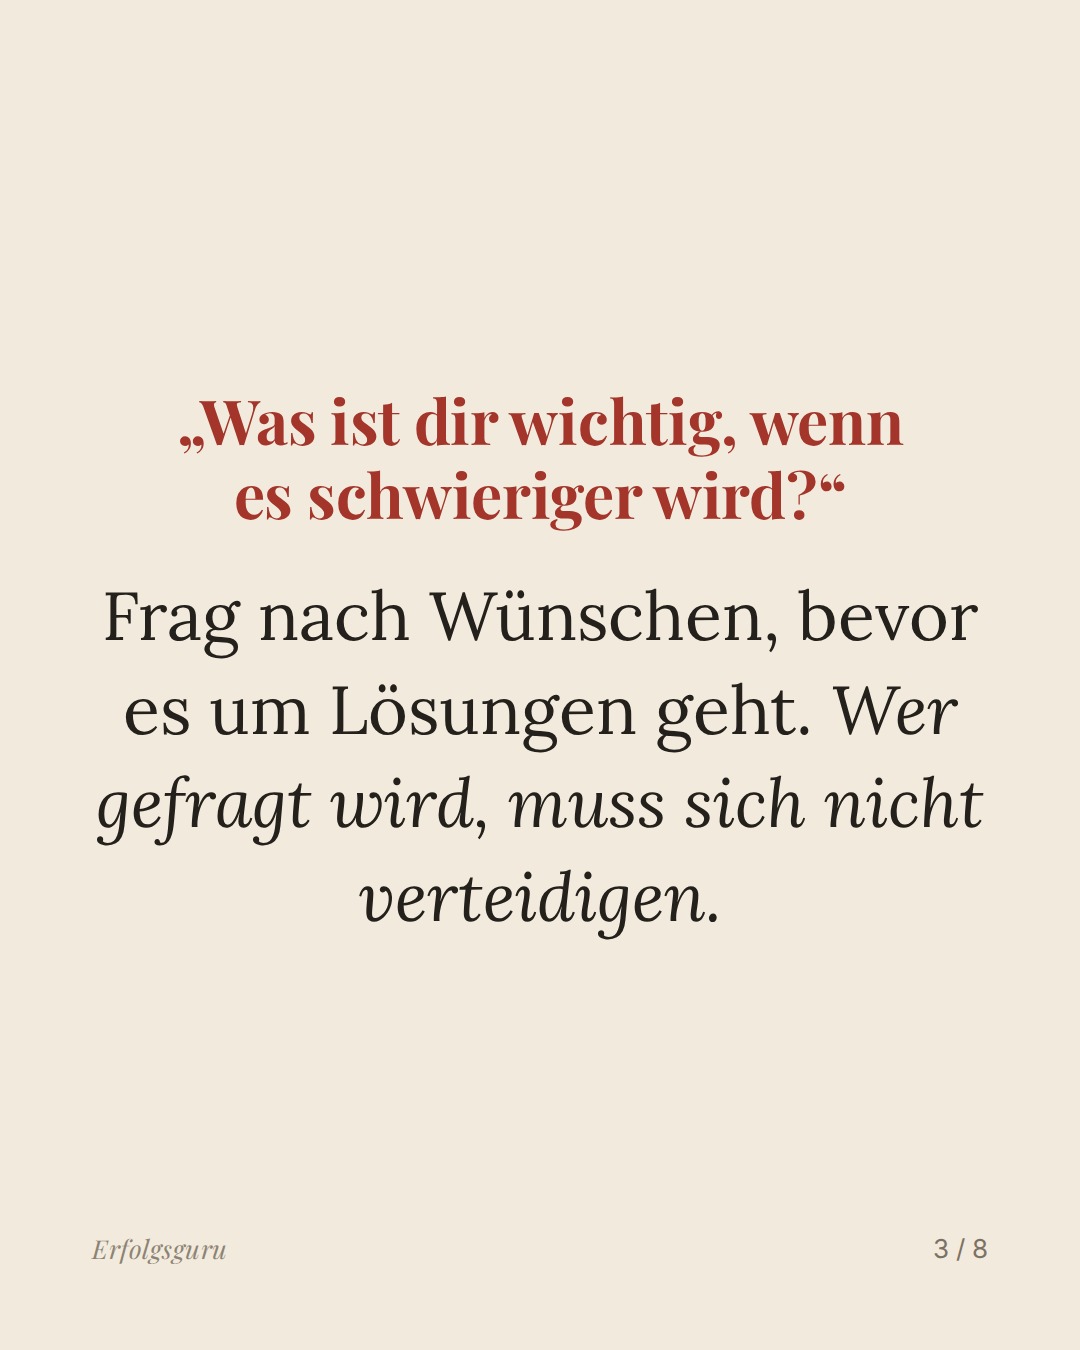 „Was ist dir wichtig, wenn
es schwieriger wird?“
Frag nach Wünschen, bevor
es um Lösungen geht. Wer
gefragt wird, muss sich nicht
verteidigen.
Erfolgsguru
3 / 8